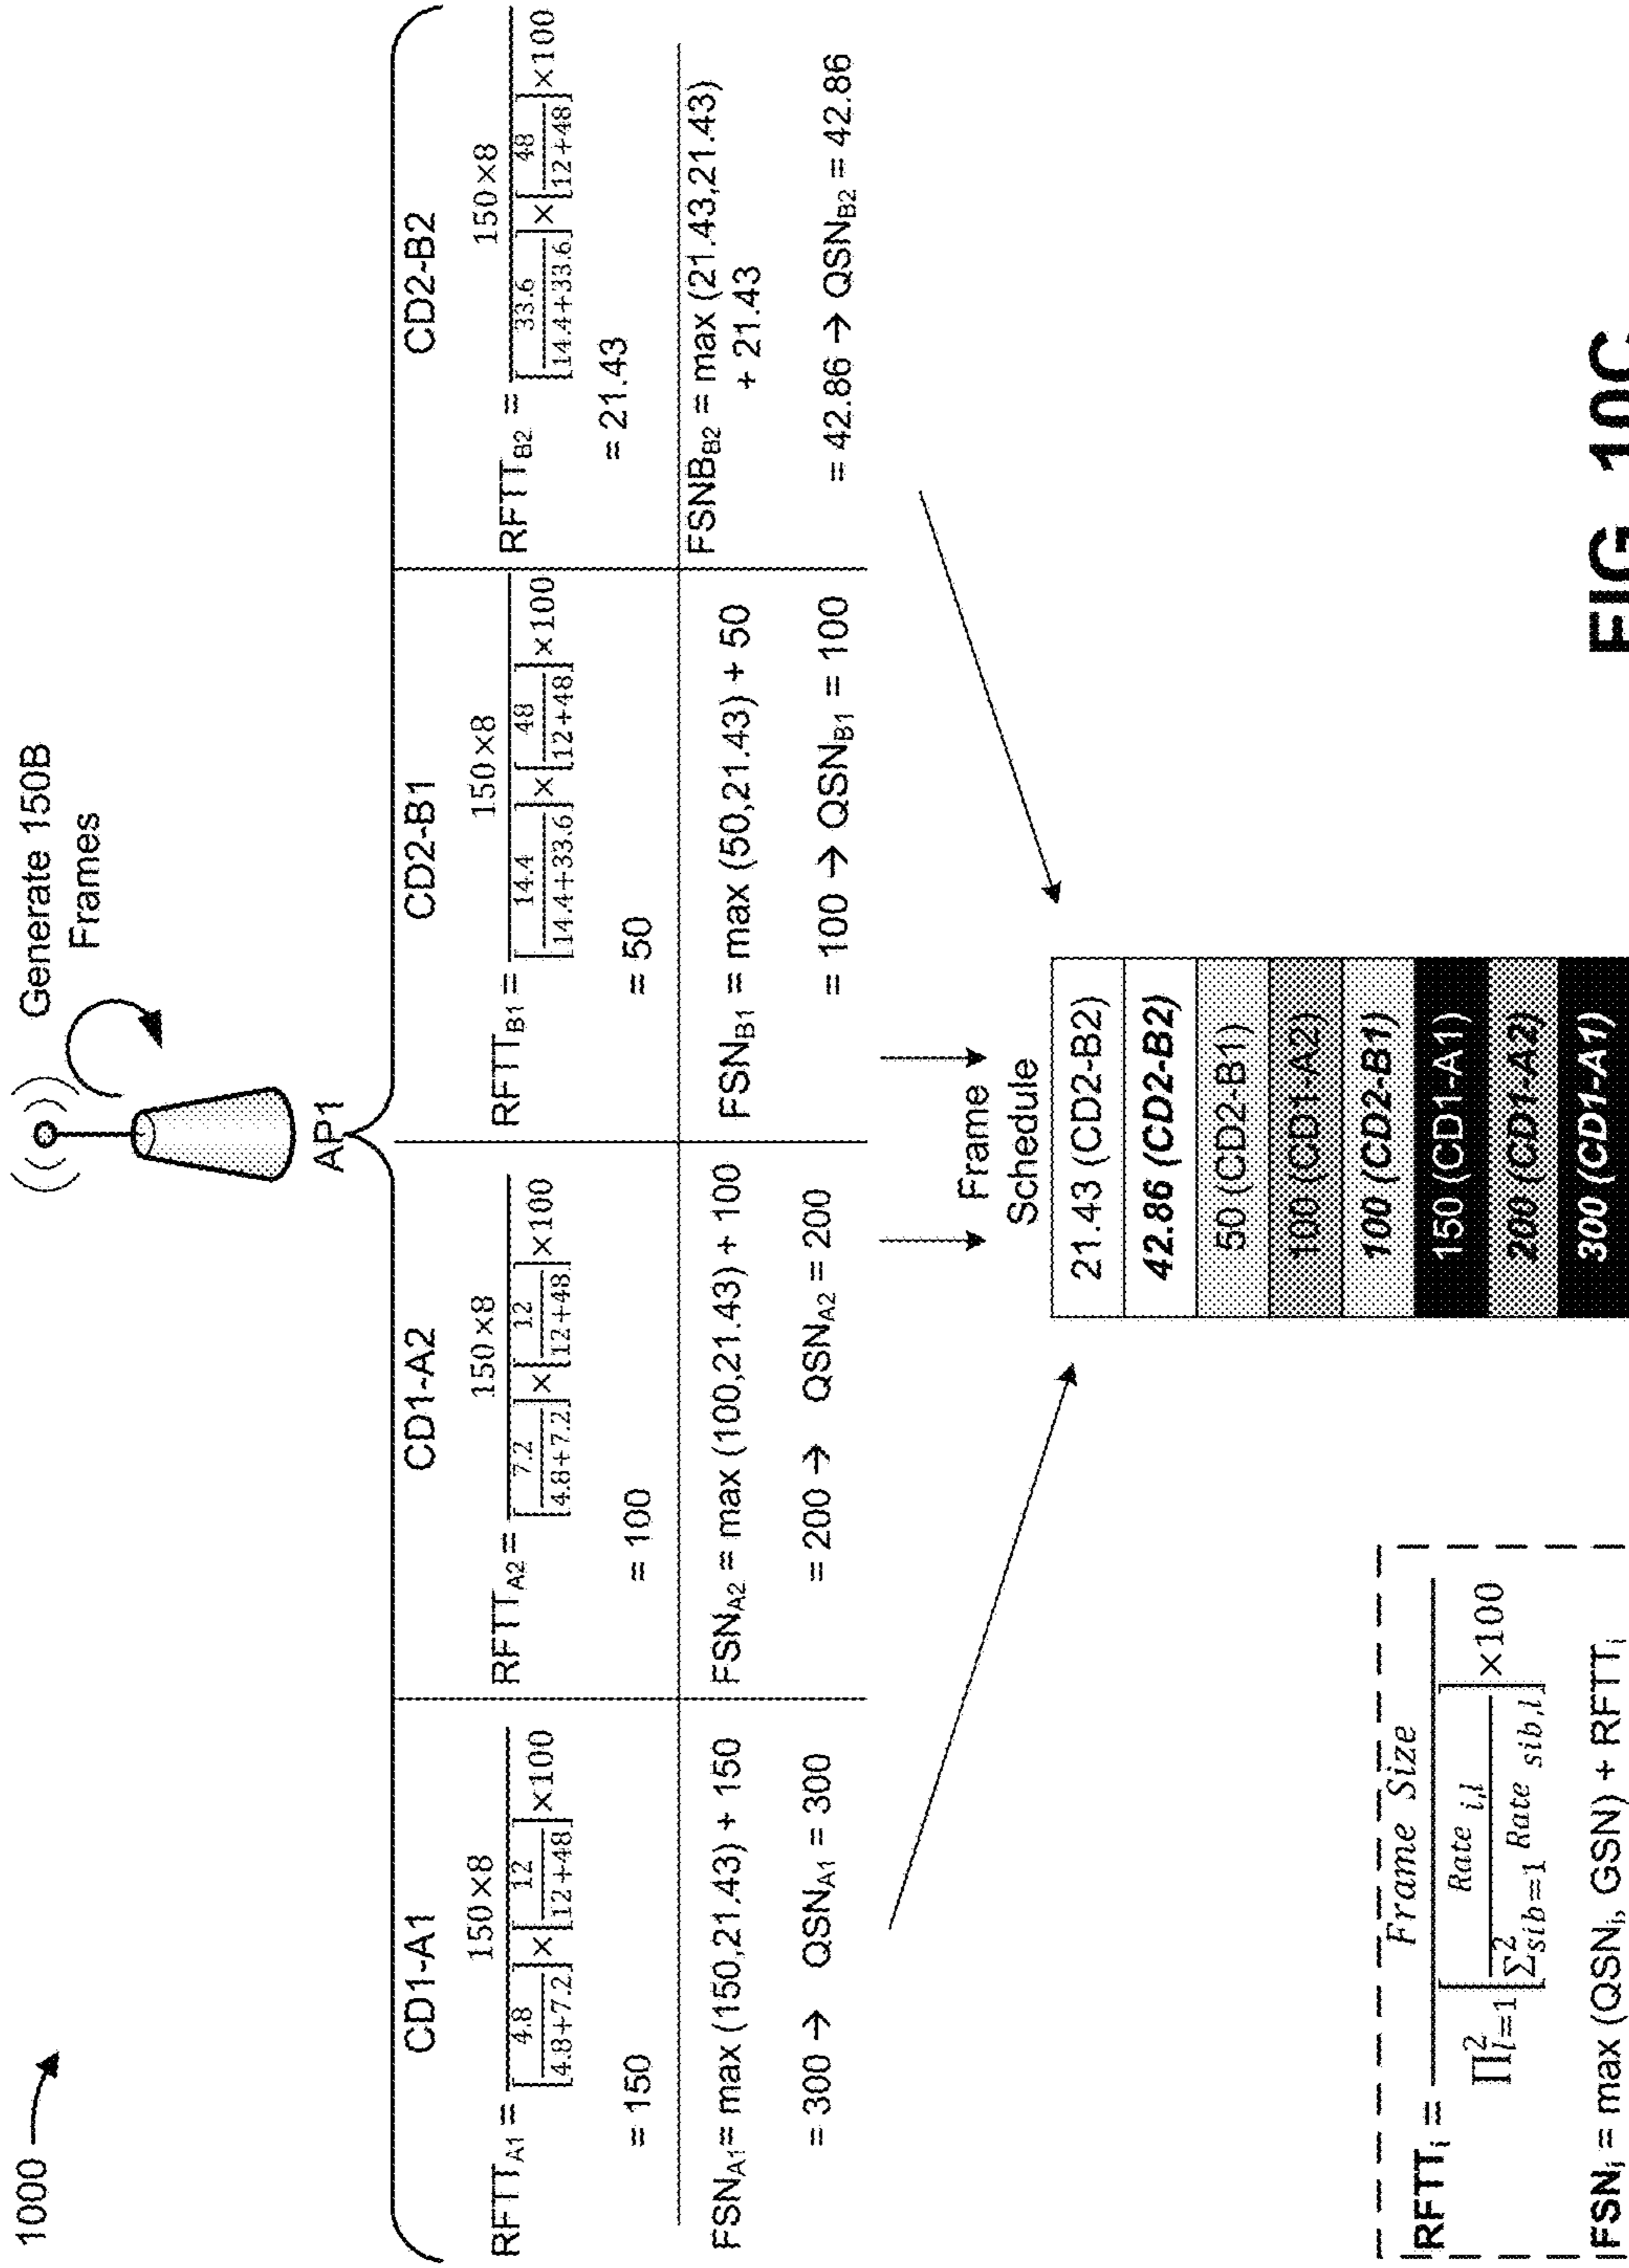 1000
Generate 150B
Frames
AP1
CD1-A1
RFTT_A1 = 150×8 / [4.8 / 4.8+7.2] × [12 / 12+48] ×100
= 150
FSN_A1 = max (150,21.43) + 150
= 300 → QSN_A1 = 300
CD1-A2
RFTT_A2 = 150×8 / [7.2 / 4.8+7.2] × [12 / 12+48] ×100
= 100
FSN_A2 = max (100,21.43) + 100
= 200 → QSN_A2 = 200
CD2-B1
RFTT_B1 = 150×8 / [14.4 / 14.4+33.6] × [48 / 12+48] ×100
= 50
FSN_B1 = max (50,21.43) + 50
= 100 → QSN_B1 = 100
CD2-B2
RFTT_B2 = 150×8 / [33.6 / 14.4+33.6] × [48 / 12+48] ×100
= 21.43
FSNB_B2 = max (21.43,21.43)
+ 21.43
= 42.86 → QSN_B2 = 42.86
Frame
Schedule
21.43 (CD2-B2)
42.86 (CD2-B2)
50 (CD2-B1)
100 (CD1-A2)
100 (CD2-B1)
150 (CD1-A1)
200 (CD1-A2)
300 (CD1-A1)
RFTT_i = Frame Size / ∏_{l=1}^{2} [Rate_{i,l} / Σ_{sib=1}^{2} Rate_{sib,l}] ×100
FSN_i = max (QSN_i, GSN) + RFTT_i
FIG. 10C